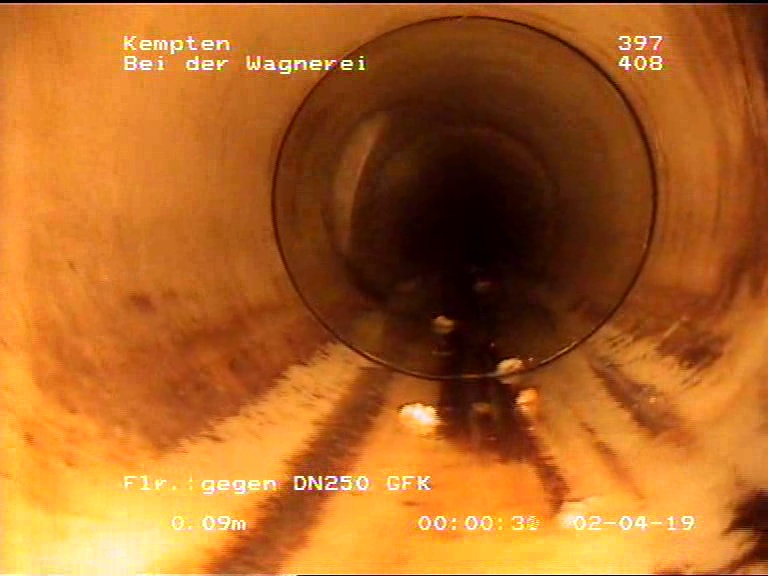 Kempten 397
Bei der Wagnerei 408
Flr.:gegen DN250 GFK
0.09m 00:00:30 02-04-19